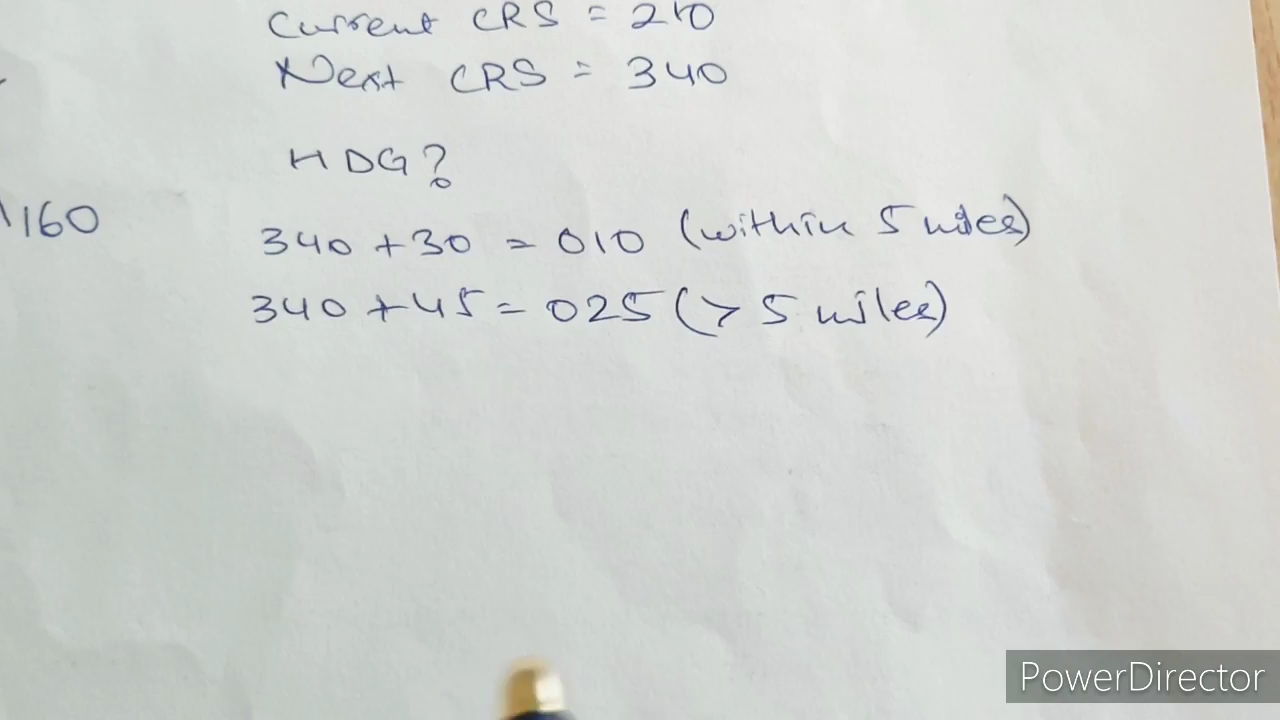 Current CRS = 210
Next CRS = 340
HDG?
160
340 + 30 = 010 (within 5 miles)
340 + 45 = 025 (> 5 miles)
PowerDirector